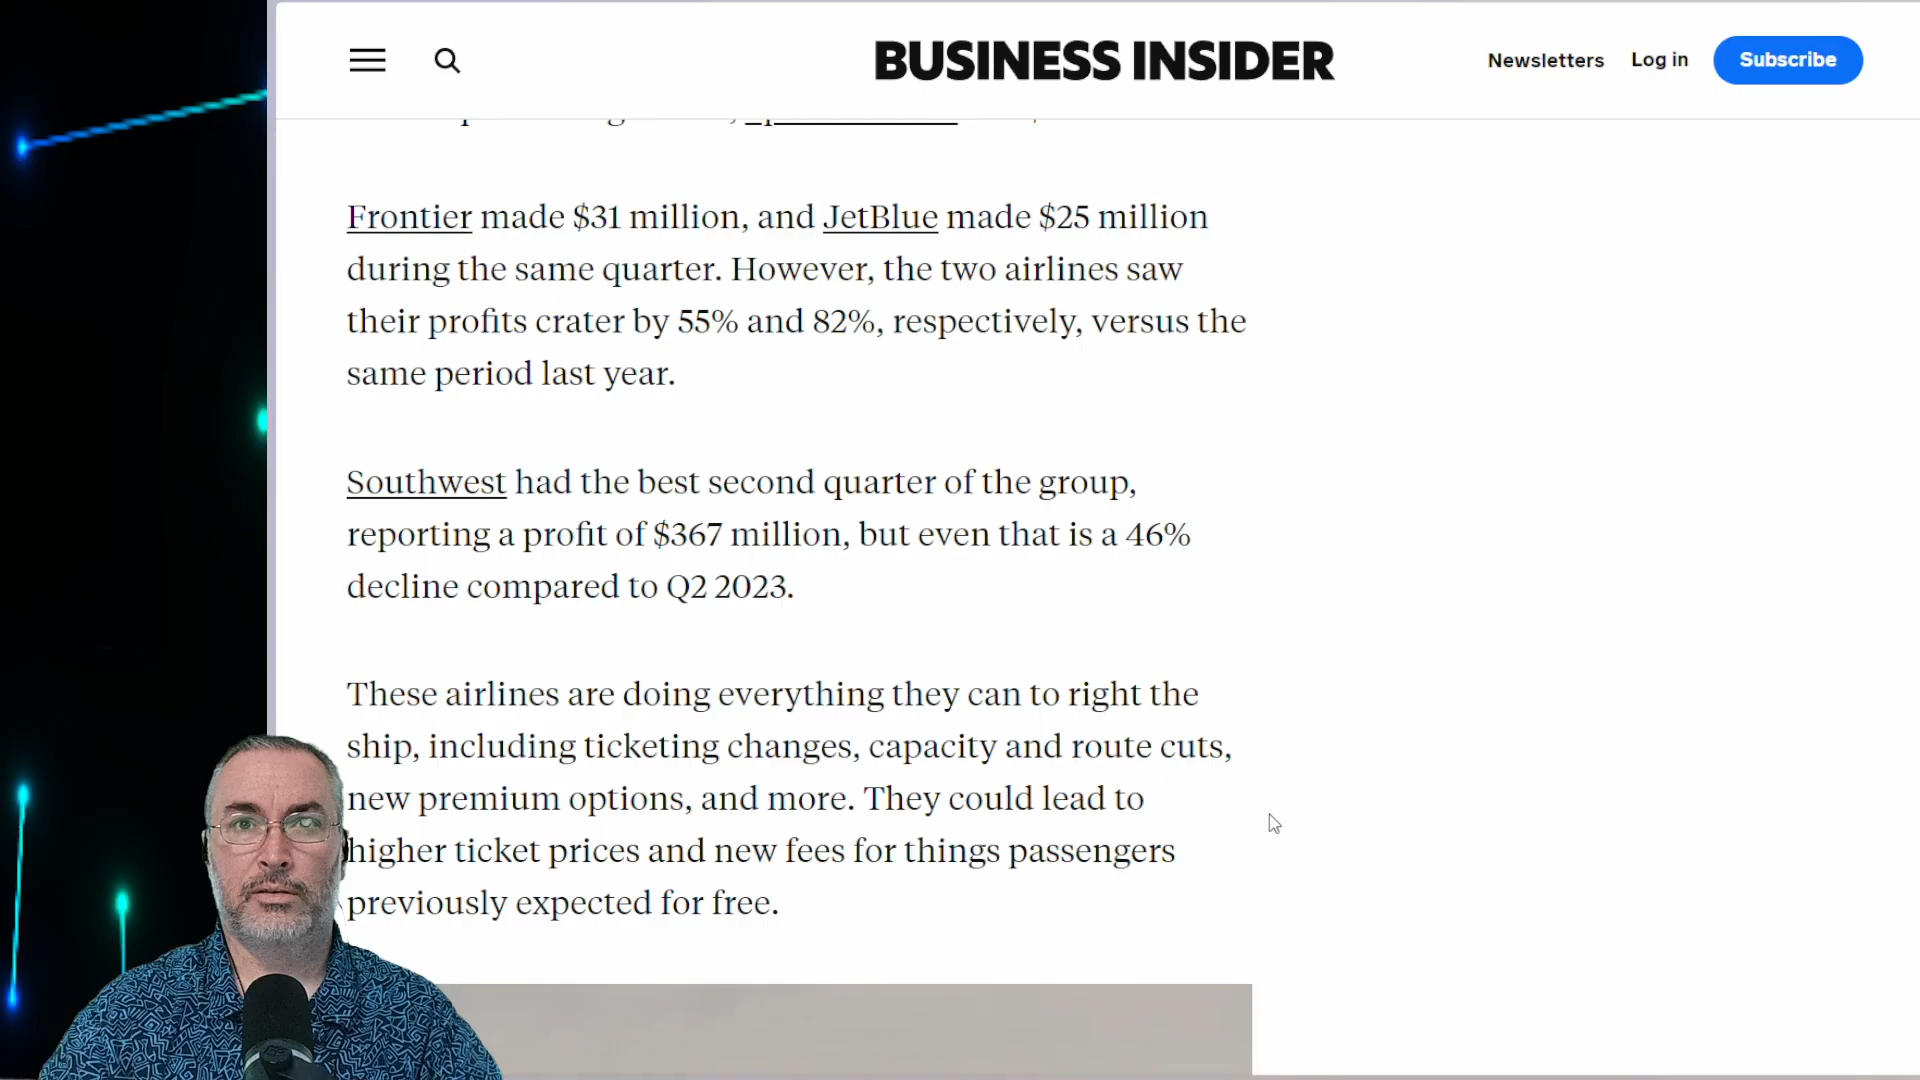 BUSINESS INSIDER
Newsletters Log in Subscribe
Frontier made $31 million, and JetBlue made $25 million
during the same quarter. However, the two airlines saw
their profits crater by 55% and 82%, respectively, versus the
same period last year.
Southwest had the best second quarter of the group,
reporting a profit of $367 million, but even that is a 46%
decline compared to Q2 2023.
These airlines are doing everything they can to right the
ship, including ticketing changes, capacity and route cuts,
new premium options, and more. They could lead to
higher ticket prices and new fees for things passengers
previously expected for free.